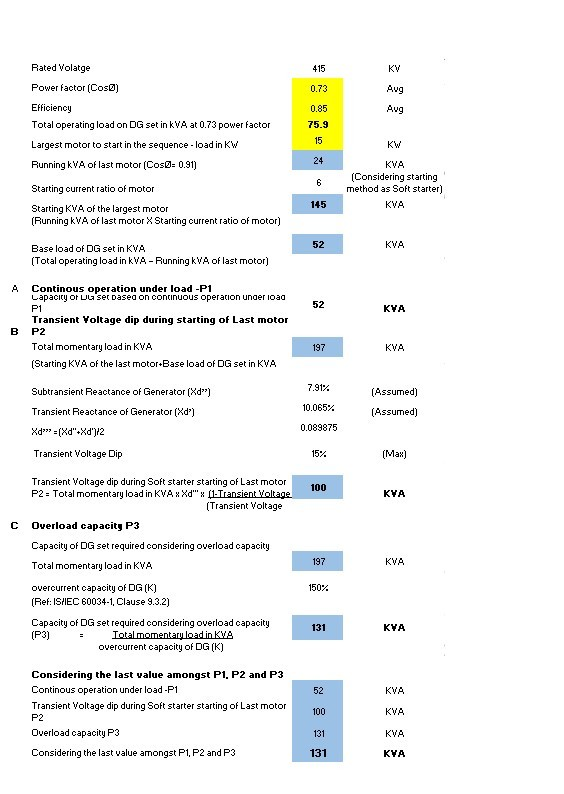 Rated Volatge 415 KV
Power factor (CosØ) 0.73 Avg
Efficiency 0.85 Avg
Total operating load on DG set in kVA at 0.73 power factor 75.9
Largest motor to start in the sequence - load in KW 15 KW
Running kVA of last motor (CosØ= 0.91) 24 KVA
Starting current ratio of motor 6 (Considering starting
method as Soft starter)
Starting KVA of the largest motor 145 KVA
(Running kVA of last motor X Starting current ratio of motor)
Base load of DG set in KVA 52 KVA
(Total operating load in kVA – Running kVA of last motor)
A Continous operation under load -P1
Capacity of DG set based on continuous operation under load
P1 52 KVA
Transient Voltage dip during starting of Last motor
B P2
Total momentary load in KVA 197 KVA
(Starting KVA of the last motor+Base load of DG set in KVA
Subtransient Reactance of Generator (Xd'') 7.91% (Assumed)
Transient Reactance of Generator (Xd') 10.065% (Assumed)
Xd''' =(Xd"+Xd')/2 0.089875
Transient Voltage Dip 15% (Max)
Transient Voltage dip during Soft starter starting of Last motor
P2 = Total momentary load in KVA x Xd''' x (1-Transient Voltage 100 KVA
(Transient Voltage
C Overload capacity P3
Capacity of DG set required considering overload capacity
Total momentary load in KVA 197 KVA
overcurrent capacity of DG (K) 150%
(Ref: IS/IEC 60034-1, Clause 9.3.2)
Capacity of DG set required considering overload capacity 131 KVA
(P3) = Total momentary load in KVA
overcurrent capacity of DG (K)
Considering the last value amongst P1, P2 and P3
Continous operation under load -P1 52 KVA
Transient Voltage dip during Soft starter starting of Last motor
P2 100 KVA
Overload capacity P3 131 KVA
Considering the last value amongst P1, P2 and P3 131 KVA